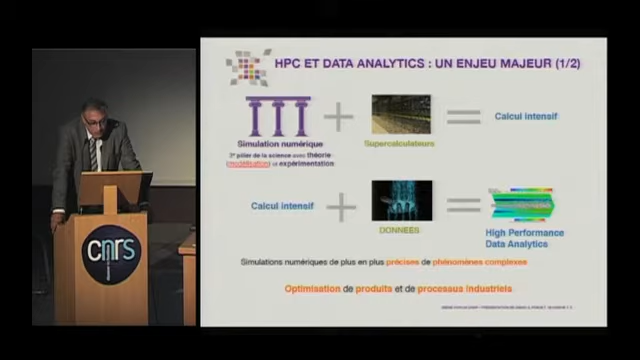 HPC ET DATA ANALYTICS : UN ENJEU MAJEUR (1/2)
Simulation numérique
3e pilier de la science avec théorie
(modélisation) et expérimentation
Supercalculateurs
Calcul intensif
Calcul intensif
DONNEES
High Performance
Data Analytics
Simulations numériques de plus en plus précises de phénomènes complexes
Optimisation de produits et de processus industriels
cnrs